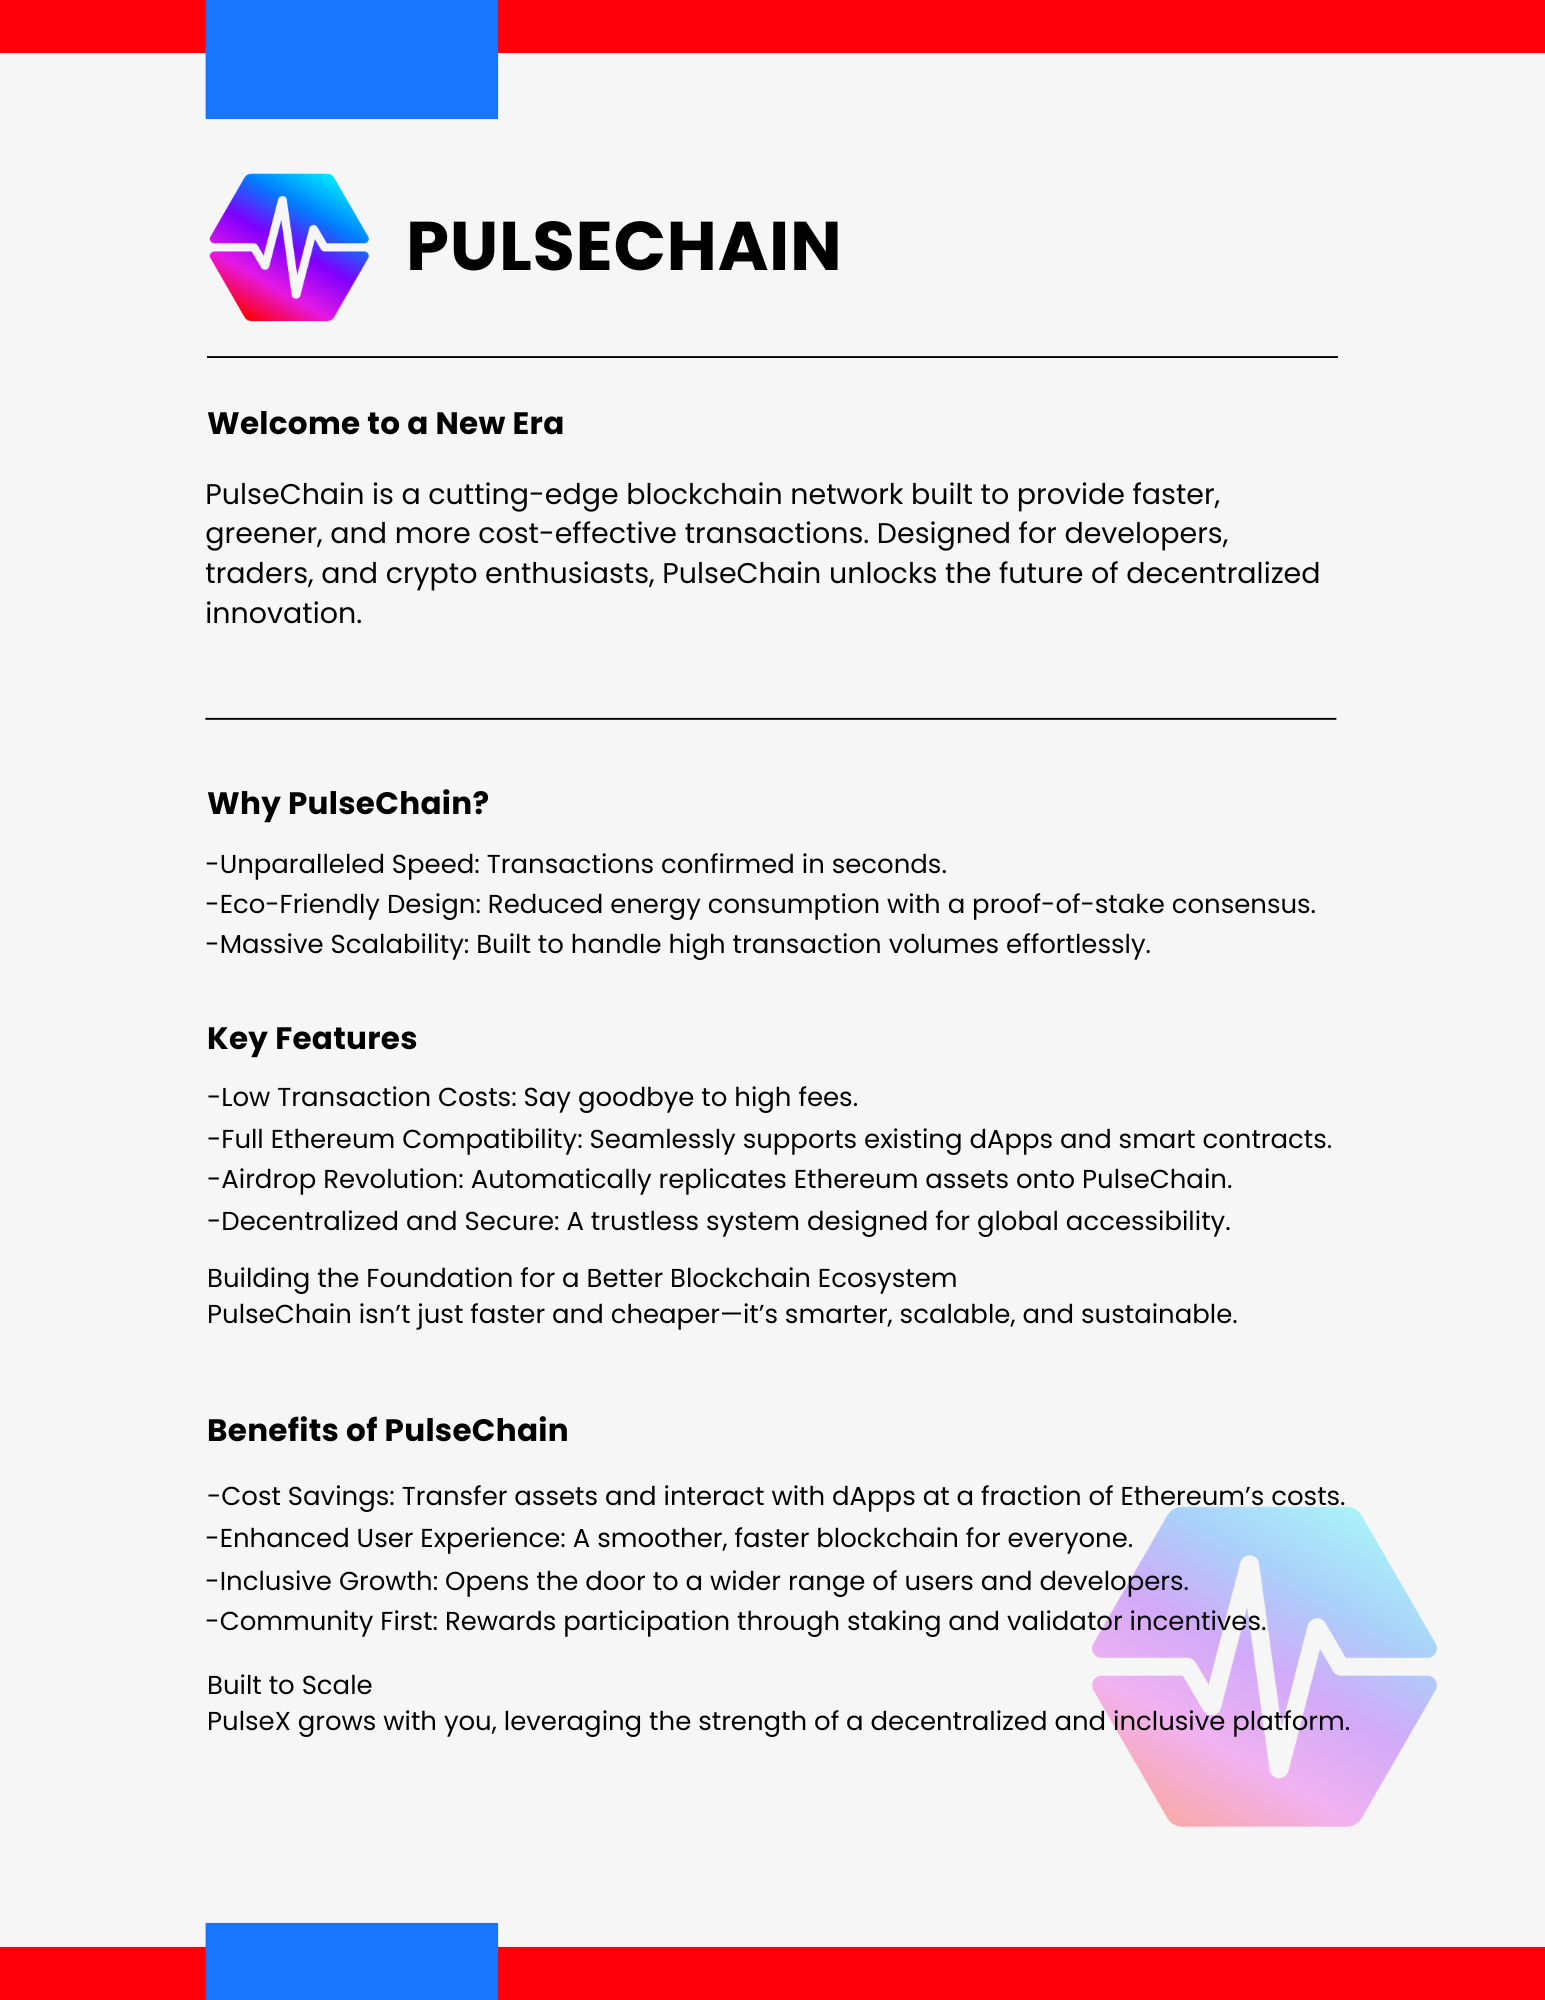 PULSECHAIN
Welcome to a New Era
PulseChain is a cutting-edge blockchain network built to provide faster,
greener, and more cost-effective transactions. Designed for developers,
traders, and crypto enthusiasts, PulseChain unlocks the future of decentralized
innovation.
Why PulseChain?
-Unparalleled Speed: Transactions confirmed in seconds.
-Eco-Friendly Design: Reduced energy consumption with a proof-of-stake consensus.
-Massive Scalability: Built to handle high transaction volumes effortlessly.
Key Features
-Low Transaction Costs: Say goodbye to high fees.
-Full Ethereum Compatibility: Seamlessly supports existing dApps and smart contracts.
-Airdrop Revolution: Automatically replicates Ethereum assets onto PulseChain.
-Decentralized and Secure: A trustless system designed for global accessibility.
Building the Foundation for a Better Blockchain Ecosystem
PulseChain isn’t just faster and cheaper—it’s smarter, scalable, and sustainable.
Benefits of PulseChain
-Cost Savings: Transfer assets and interact with dApps at a fraction of Ethereum’s costs.
-Enhanced User Experience: A smoother, faster blockchain for everyone.
-Inclusive Growth: Opens the door to a wider range of users and developers.
-Community First: Rewards participation through staking and validator incentives.
Built to Scale
PulseX grows with you, leveraging the strength of a decentralized and inclusive platform.